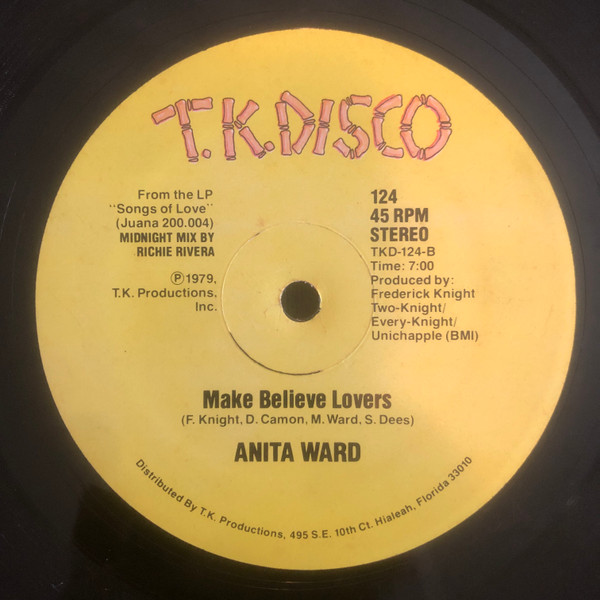 T.K.DISCO
From the LP
"Songs of Love"
(Juana 200.004)
MIDNIGHT MIX BY
RICHIE RIVERA
℗ 1979,
T.K. Productions,
Inc.
124
45 RPM
STEREO
TKD-124-B
Time: 7:00
Produced by:
Frederick Knight
Two-Knight/
Every-Knight/
Unichapple (BMI)
Make Believe Lovers
(F. Knight, D. Camon, M. Ward, S. Dees)
ANITA WARD
Distributed By T.K. Productions, 495 S.E. 10th Ct. Hialeah, Florida 33010